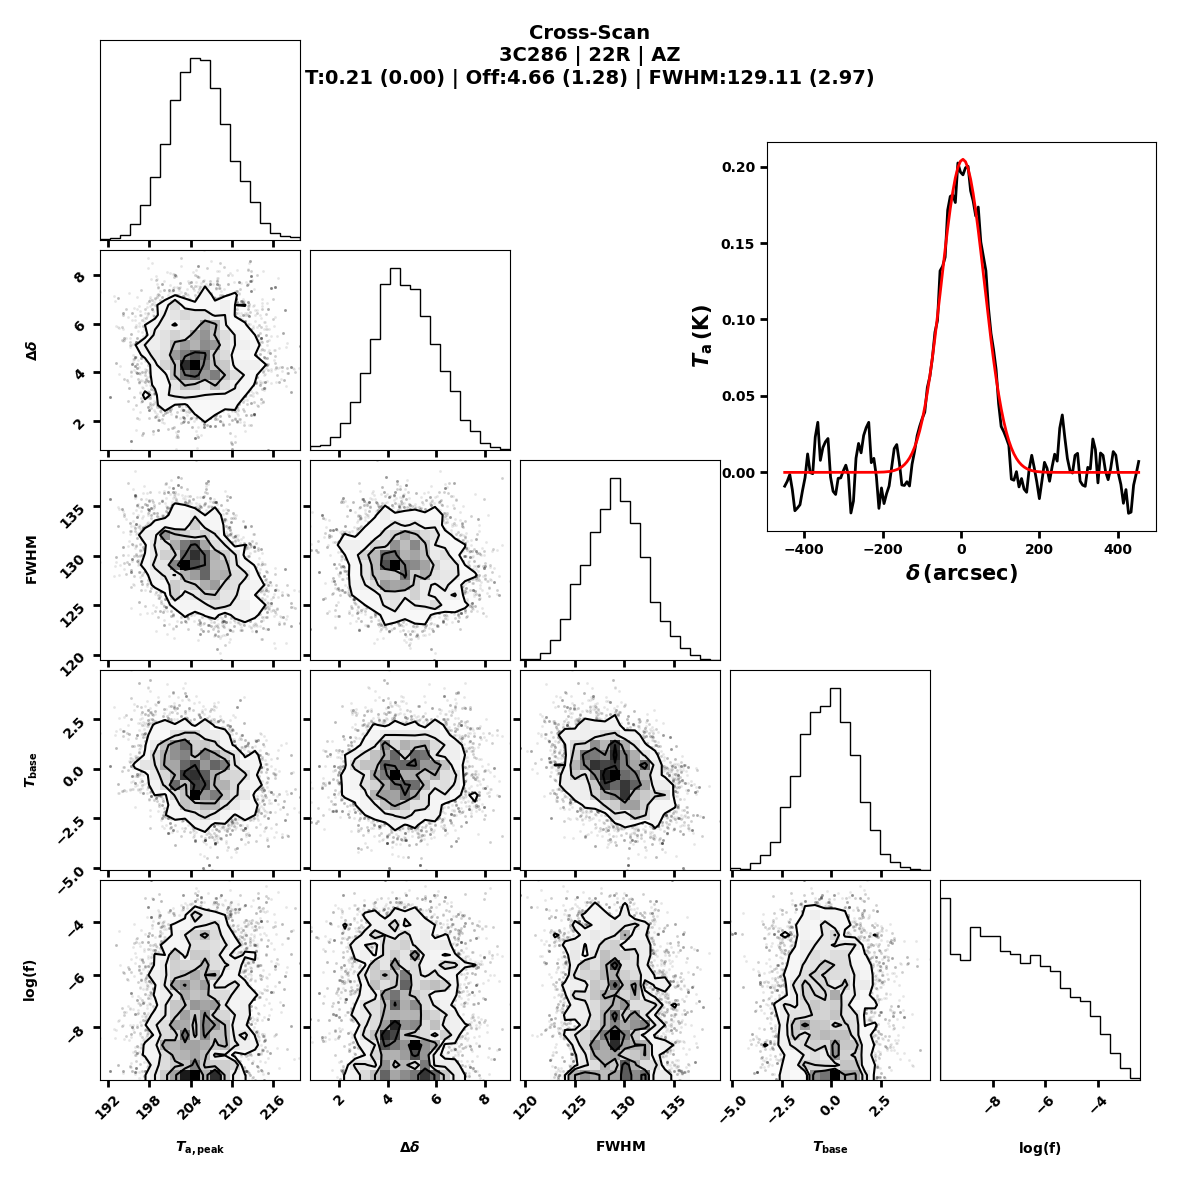 Cross-Scan
3C286 | 22R | AZ
T:0.21 (0.00) | Off:4.66 (1.28) | FWHM:129.11 (2.97)
0.20
0.15
0.10
0.05
0.00
Ta (K)
−400 −200 0 200 400
δ (arcsec)
8
6
4
2
Δδ
135
130
125
120
FWHM
2.5
0.0
−2.5
−5.0
Tbase
−4
−6
−8
log(f)
192 198 204 210 216
2 4 6 8
120 125 130 135
−5.0 −2.5 0.0 2.5
−8 −6 −4
Ta,peak
Δδ
FWHM
Tbase
log(f)